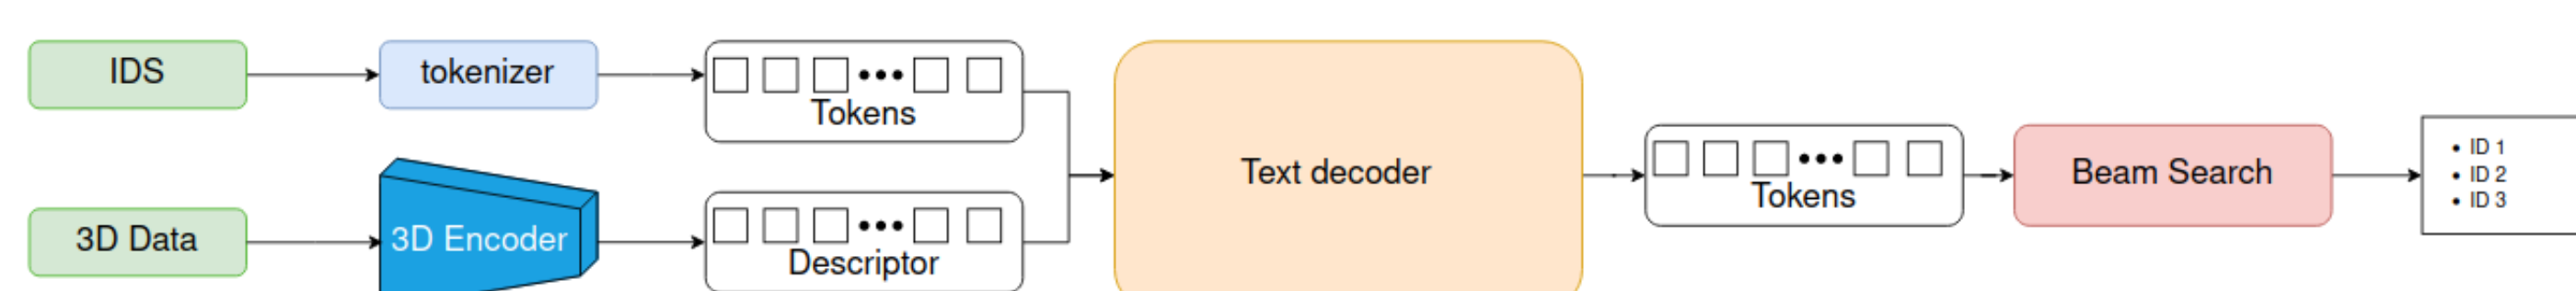 IDS
tokenizer
Tokens
3D Data
3D Encoder
Descriptor
Text decoder
Tokens
Beam Search
• ID 1
• ID 2
• ID 3